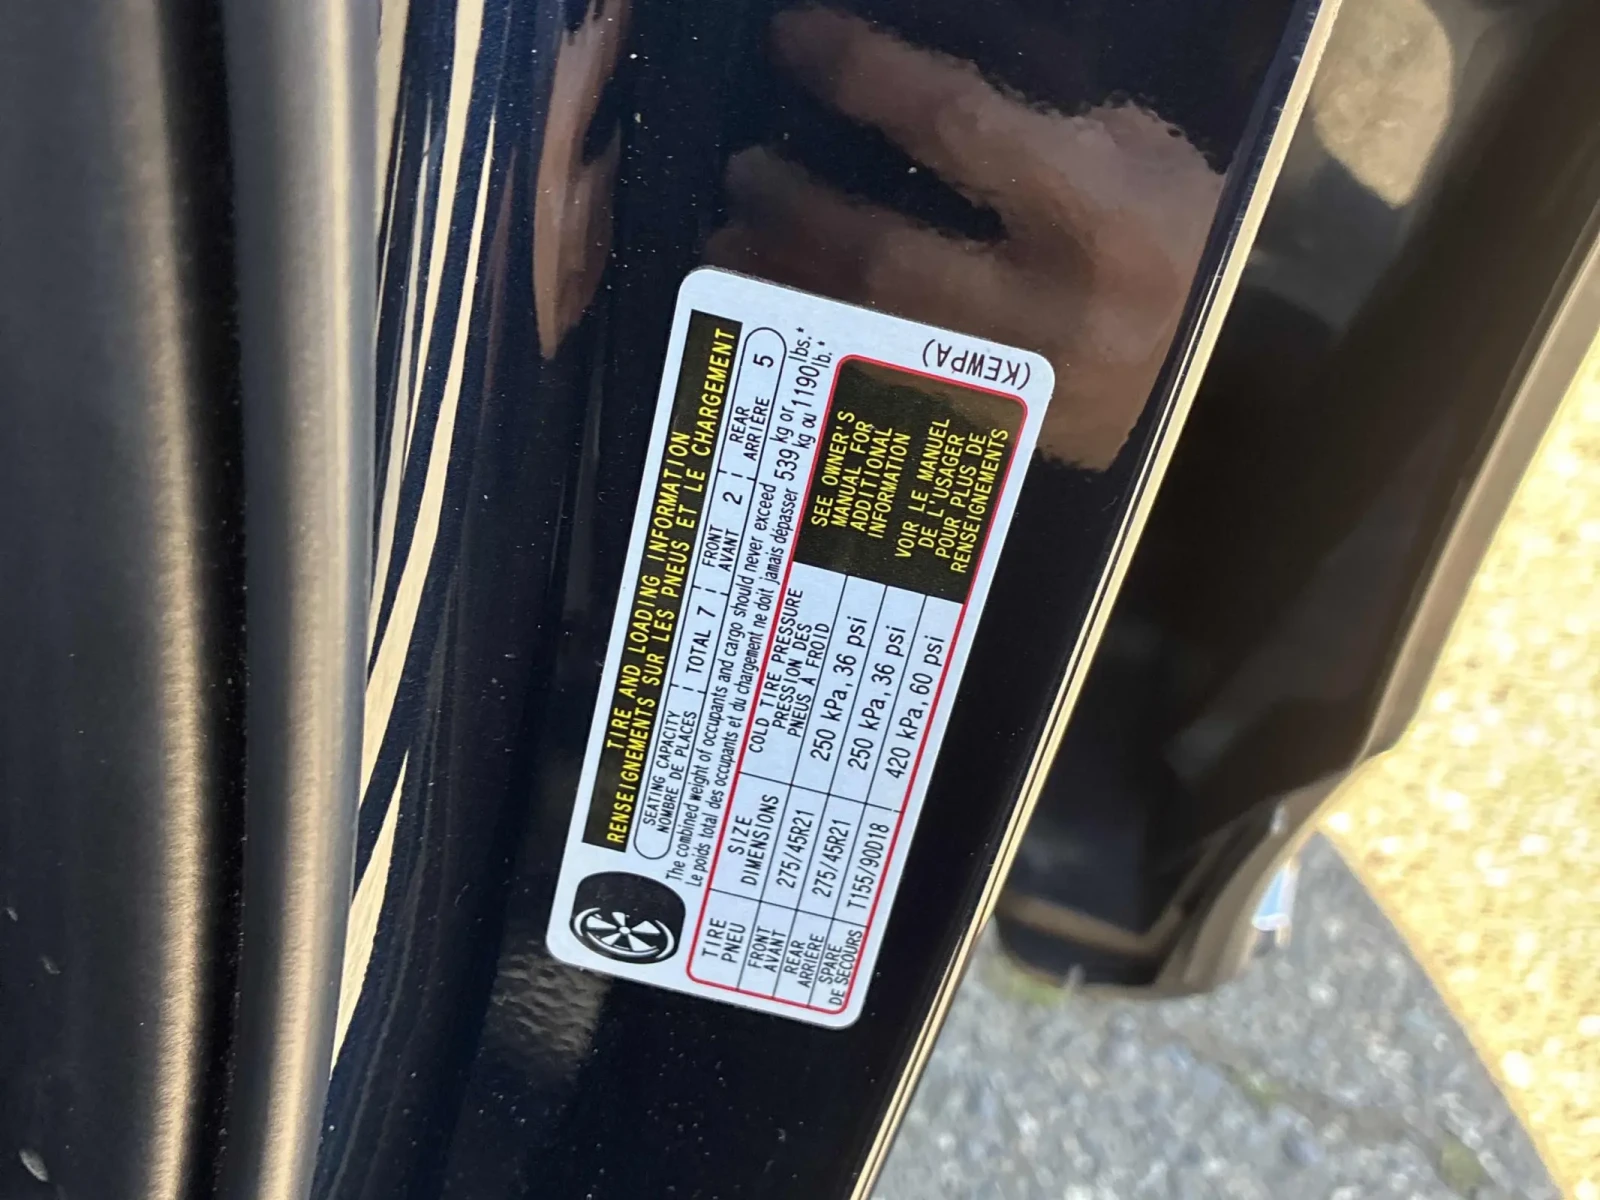 TIRE AND LOADING INFORMATION
RENSEIGNEMENTS SUR LES PNEUS ET LE CHARGEMENT
SEATING CAPACITY TOTAL 7 FRONT 2 REAR 5
NOMBRE DE PLACES AVANT ARRIÈRE
The combined weight of occupants and cargo should never exceed 539 kg or 1190 lbs.*
Le poids total des occupants et du chargement ne doit jamais dépasser kg ou lb.*
TIRE SIZE COLD TIRE PRESSURE
PNEU DIMENSIONS PRESSION DES
PNEUS À FROID
FRONT
AVANT 275/45R21 250 kPa, 36 psi
REAR
ARRIÈRE 275/45R21 250 kPa, 36 psi
SPARE
DE SECOURS T155/90D18 420 kPa, 60 psi
SEE OWNER'S
MANUAL FOR
ADDITIONAL
INFORMATION
VOIR LE MANUEL
DE L'USAGER
POUR PLUS DE
RENSEIGNEMENTS
(KEWPA)